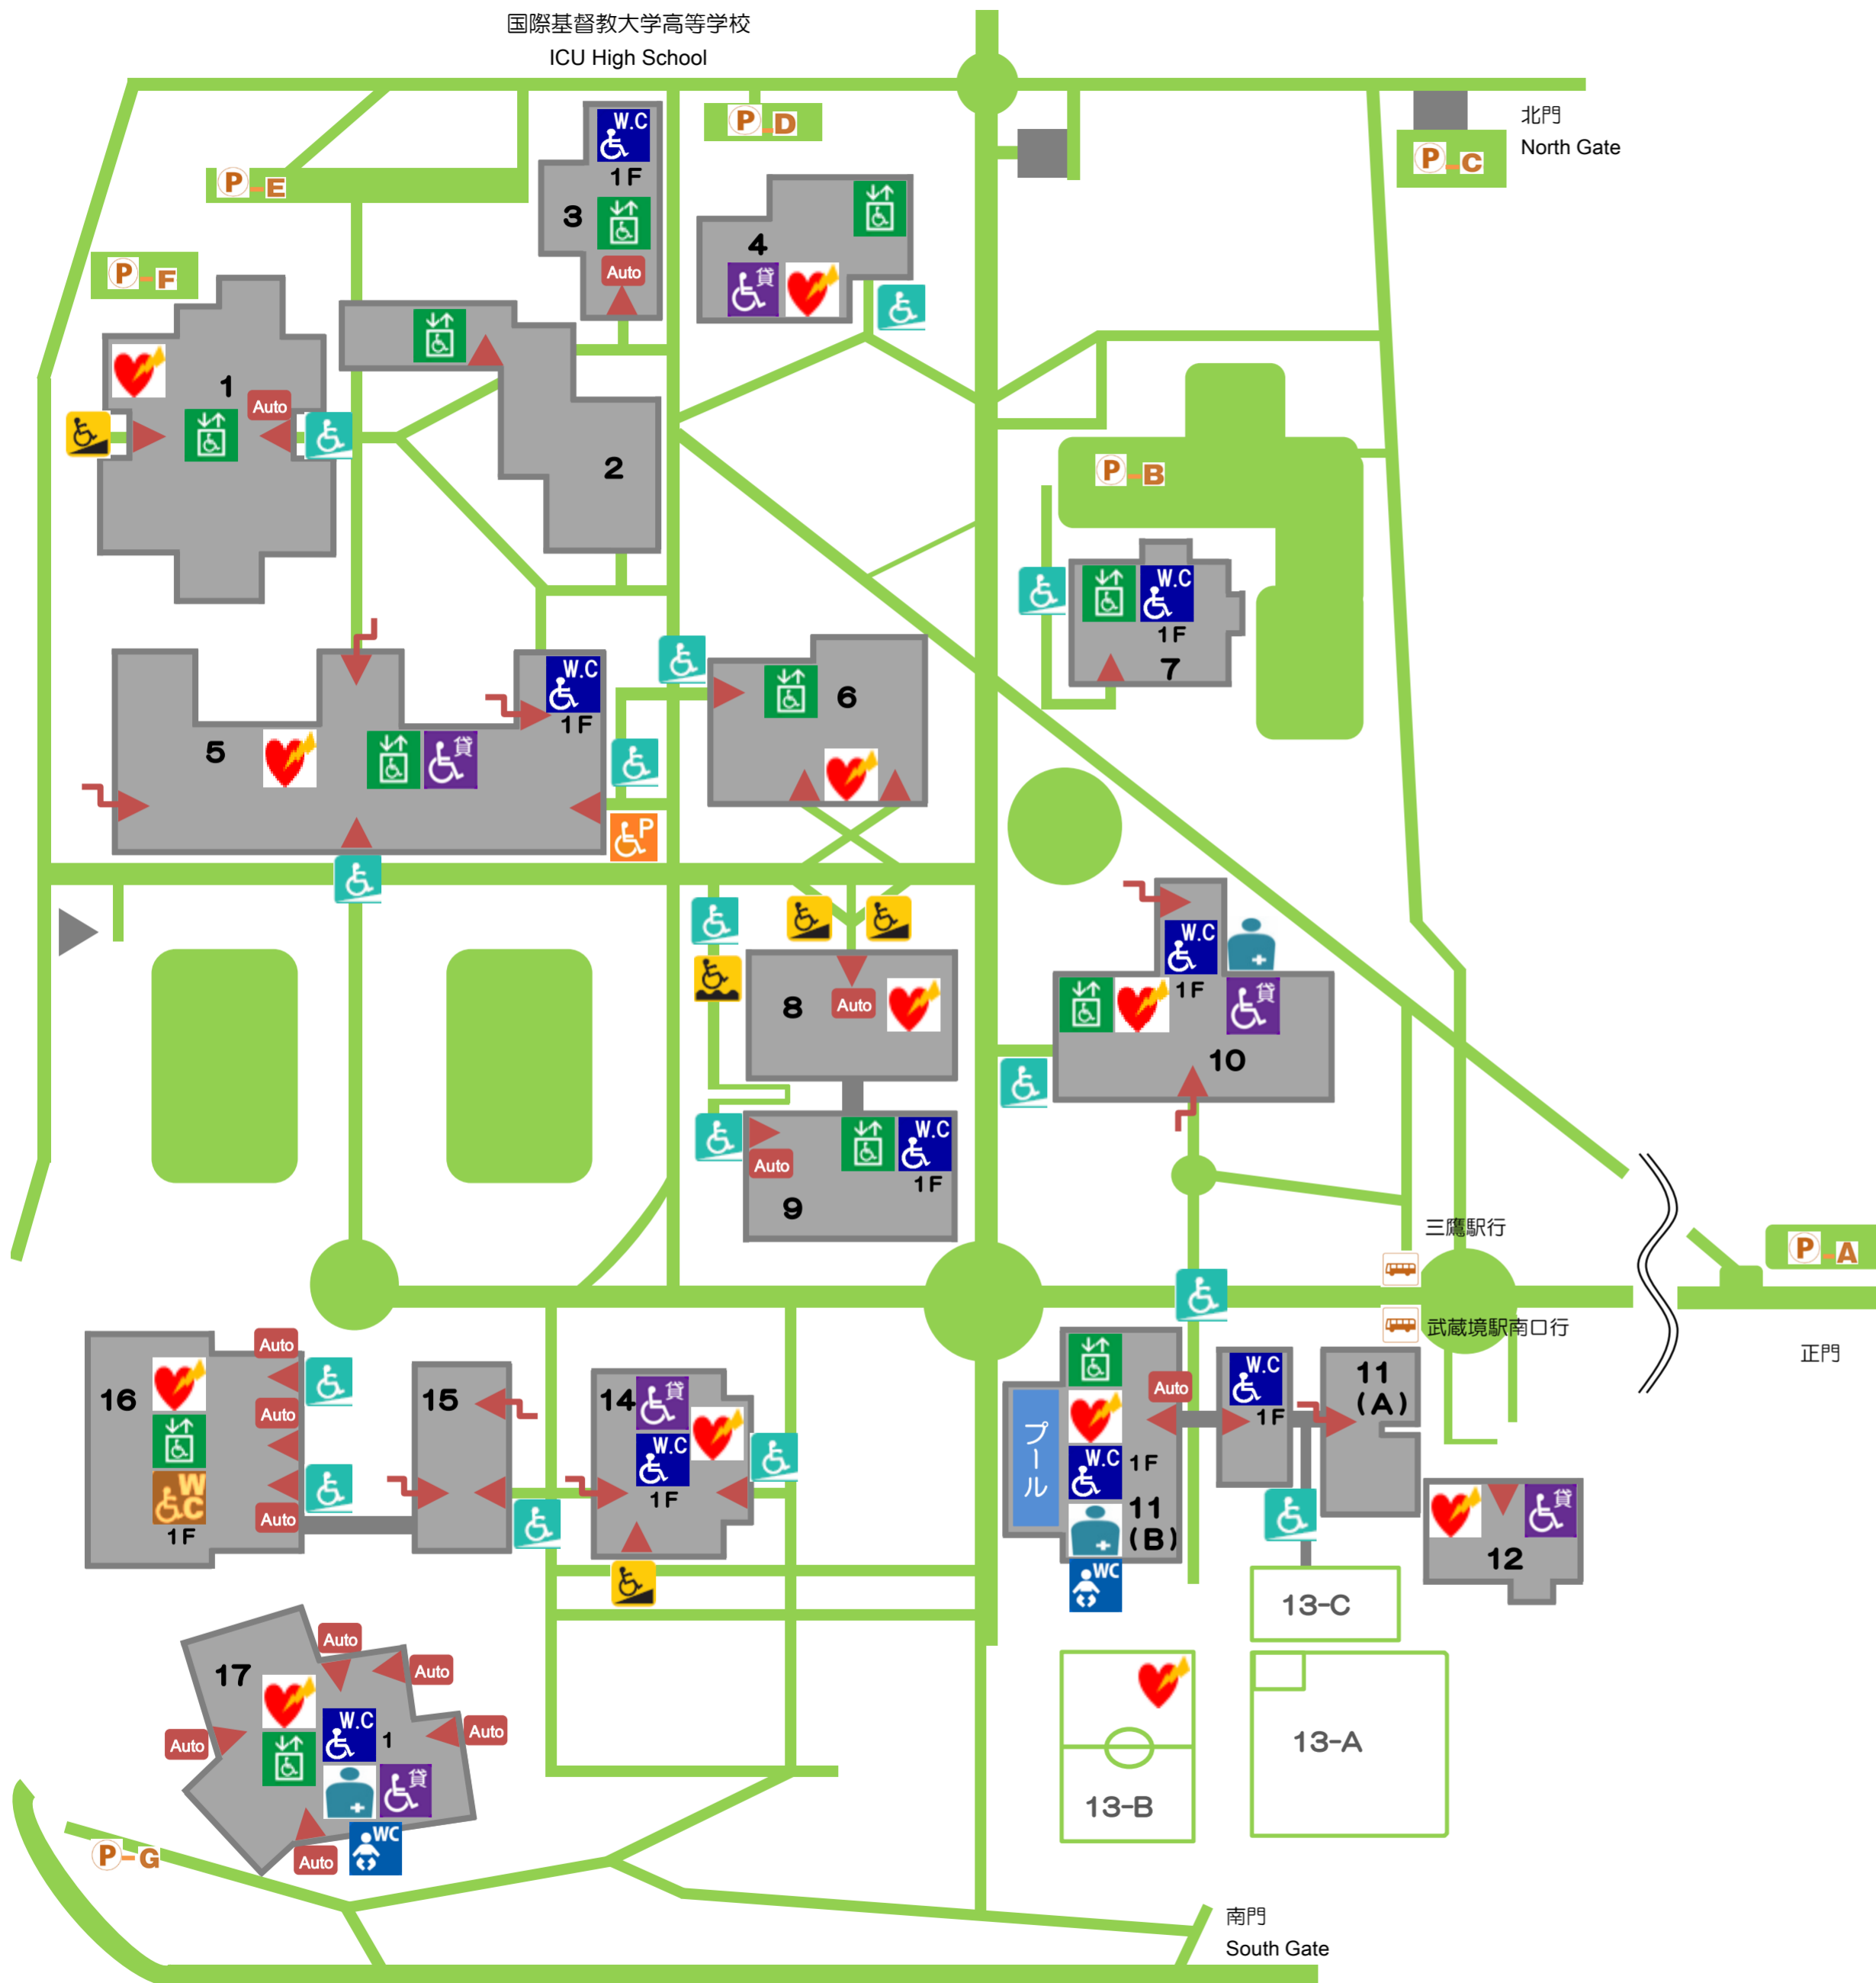 国際基督教大学高等学校
ICU High School
北門
North Gate
W.C
1F
3
Auto
P-D
P-C
P-E
4
貸
P-F
1
Auto
2
P-B
W.C
1F
7
W.C
1F
5
貸
6
P
W.C
1F
貸
10
8
Auto
W.C
1F
Auto
9
三鷹駅行
P-A
武蔵境駅南口行
正門
Auto
16
Auto
WC
1F
Auto
15
14
貸
W.C
1F
プール
Auto
W.C
1F
11
(B)
WC
W.C
1F
11
(A)
貸
12
13-C
13-A
13-B
17
Auto
Auto
Auto
Auto
W.C
1
貸
WC
Auto
P-G
南門
South Gate